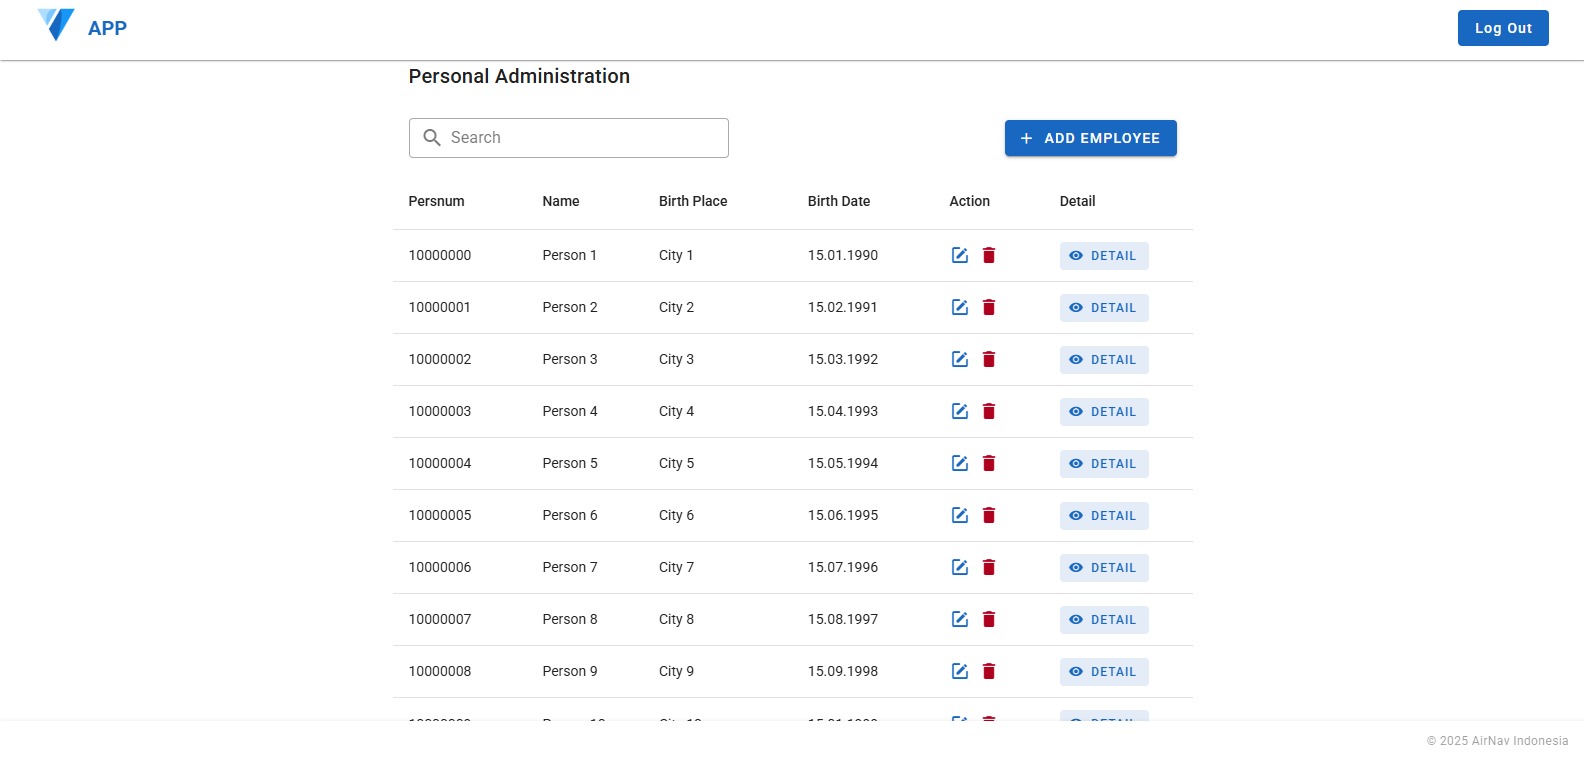 APP
Log Out
Personal Administration
Search
ADD EMPLOYEE
Persnum Name Birth Place Birth Date Action Detail
10000000 Person 1 City 1 15.01.1990 DETAIL
10000001 Person 2 City 2 15.02.1991 DETAIL
10000002 Person 3 City 3 15.03.1992 DETAIL
10000003 Person 4 City 4 15.04.1993 DETAIL
10000004 Person 5 City 5 15.05.1994 DETAIL
10000005 Person 6 City 6 15.06.1995 DETAIL
10000006 Person 7 City 7 15.07.1996 DETAIL
10000007 Person 8 City 8 15.08.1997 DETAIL
10000008 Person 9 City 9 15.09.1998 DETAIL
© 2025 AirNav Indonesia